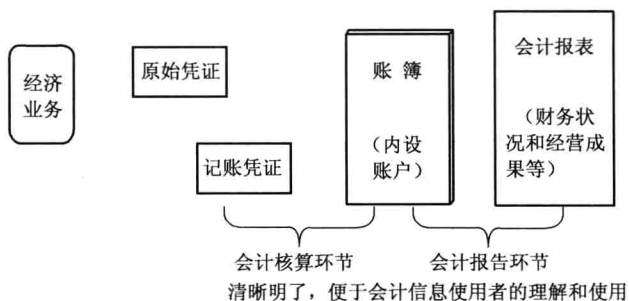 经济
业务
原始凭证
记账凭证
账 簿
（内设
账户）
会计报表
（财务状
况和经营成
果等）
会计核算环节
会计报告环节
清晰明了，便于会计信息使用者的理解和使用